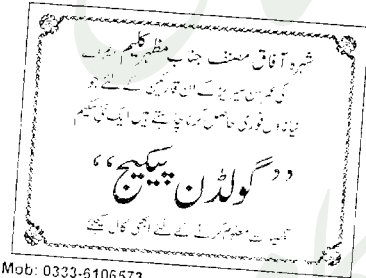 شہرہ آفاق مصنف جناب مظہر کلیم ایم اے
کی عمران سیریز کے ان قارئین کے لئے جو
نیا ناول فوری حاصل کرنا چاہتے ہیں ایک نئی سکیم
’’گولڈن پیکیج‘‘
تفصیلات معلوم کرنے کے لئے ابھی کال کیجئے
Mob: 0333-6106573